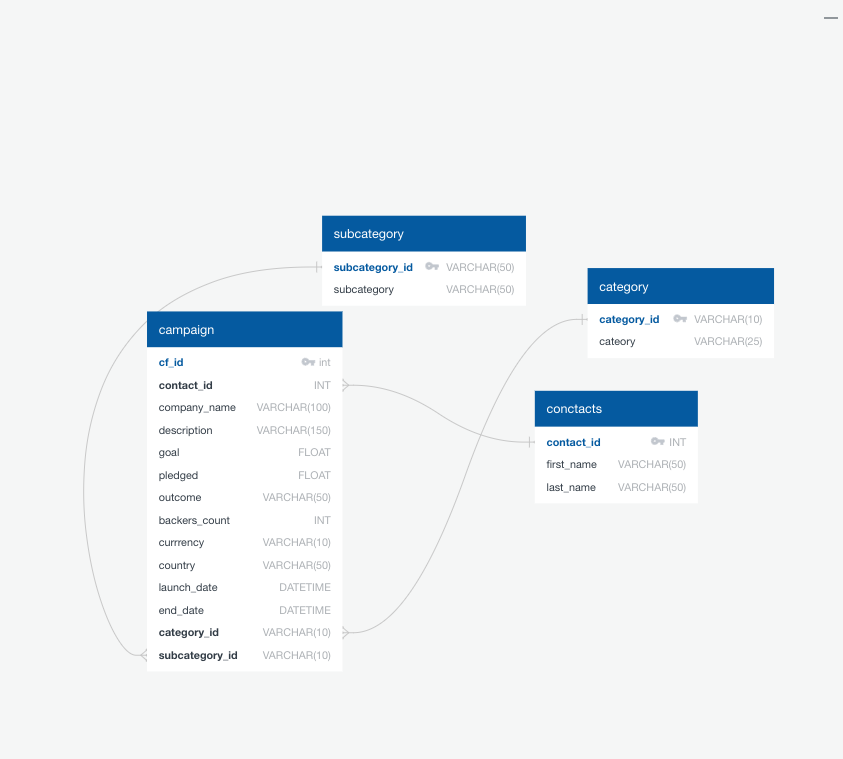 subcategory
subcategory_id VARCHAR(50)
subcategory VARCHAR(50)
category
category_id VARCHAR(10)
cateory VARCHAR(25)
campaign
cf_id int
contact_id INT
company_name VARCHAR(100)
description VARCHAR(150)
goal FLOAT
pledged FLOAT
outcome VARCHAR(50)
backers_count INT
currrency VARCHAR(10)
country VARCHAR(50)
launch_date DATETIME
end_date DATETIME
category_id VARCHAR(10)
subcategory_id VARCHAR(10)
conctacts
contact_id INT
first_name VARCHAR(50)
last_name VARCHAR(50)